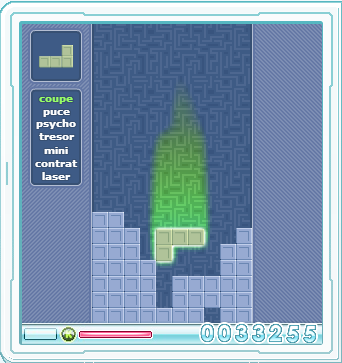 coupe
puce
psycho
tresor
mini
contrat
laser
0033255